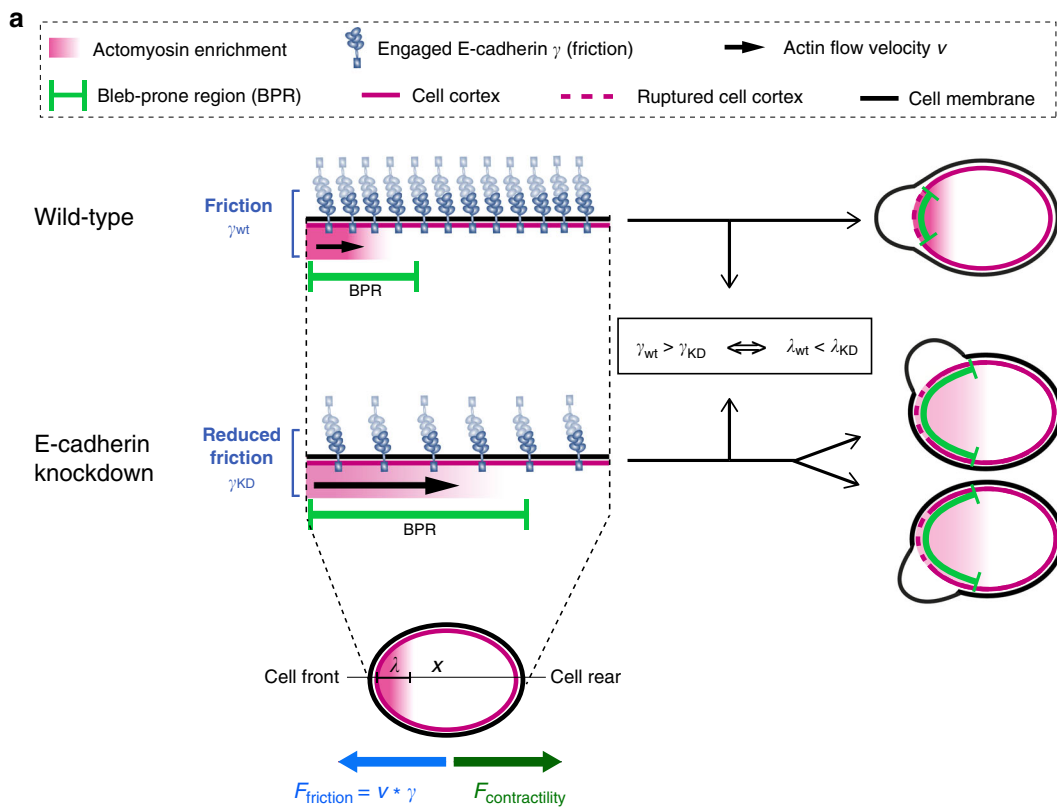 a
Actomyosin enrichment
Engaged E-cadherin γ (friction)
Actin flow velocity v
Bleb-prone region (BPR)
Cell cortex
Ruptured cell cortex
Cell membrane
Wild-type
Friction
γwt
BPR
γwt > γKD ⇔ λwt < λKD
E-cadherin
knockdown
Reduced
friction
γKD
BPR
Cell front
λ
x
Cell rear
Ffriction = v * γ
Fcontractility